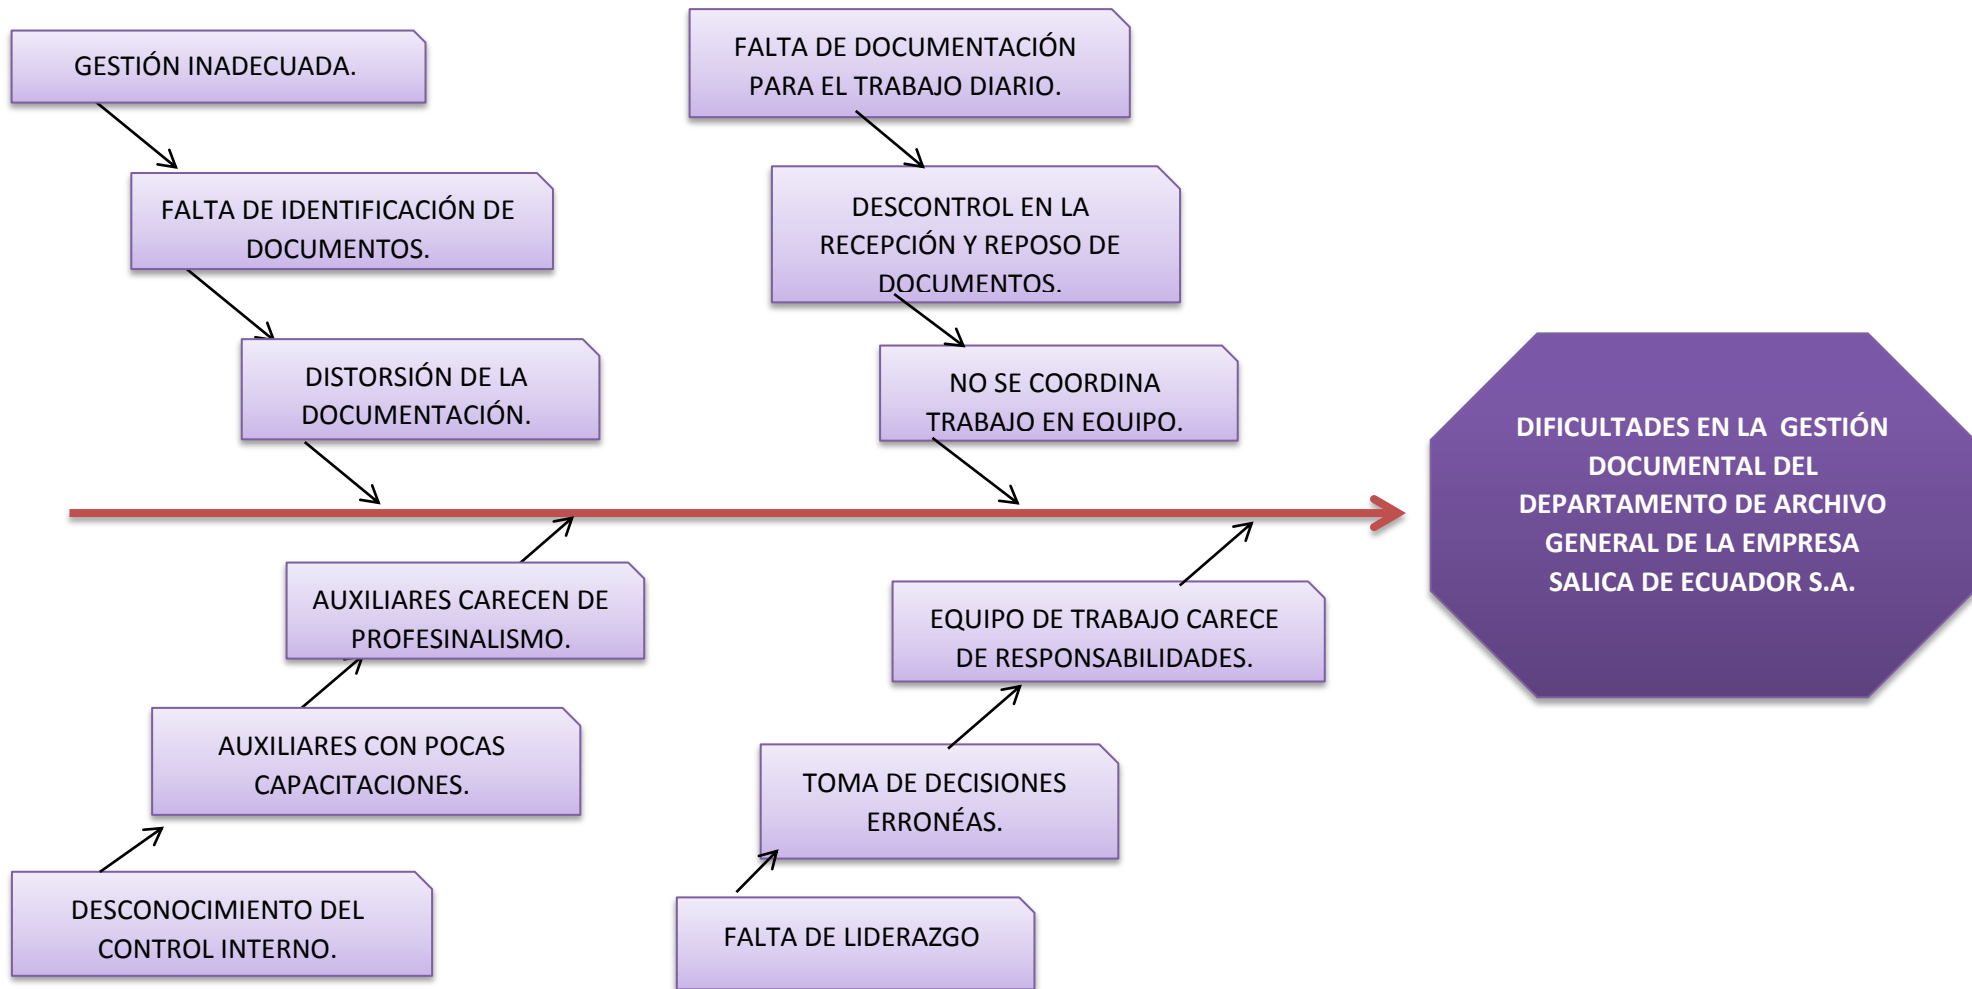 GESTIÓN INADECUADA.
FALTA DE IDENTIFICACIÓN DE
DOCUMENTOS.
DISTORSIÓN DE LA
DOCUMENTACIÓN.
FALTA DE DOCUMENTACIÓN
PARA EL TRABAJO DIARIO.
DESCONTROL EN LA
RECEPCIÓN Y REPOSO DE
DOCUMENTOS.
NO SE COORDINA
TRABAJO EN EQUIPO.
DIFICULTADES EN LA GESTIÓN
DOCUMENTAL DEL
DEPARTAMENTO DE ARCHIVO
GENERAL DE LA EMPRESA
SALICA DE ECUADOR S.A.
AUXILIARES CARECEN DE
PROFESINALISMO.
AUXILIARES CON POCAS
CAPACITACIONES.
DESCONOCIMIENTO DEL
CONTROL INTERNO.
EQUIPO DE TRABAJO CARECE
DE RESPONSABILIDADES.
TOMA DE DECISIONES
ERRONÉAS.
FALTA DE LIDERAZGO